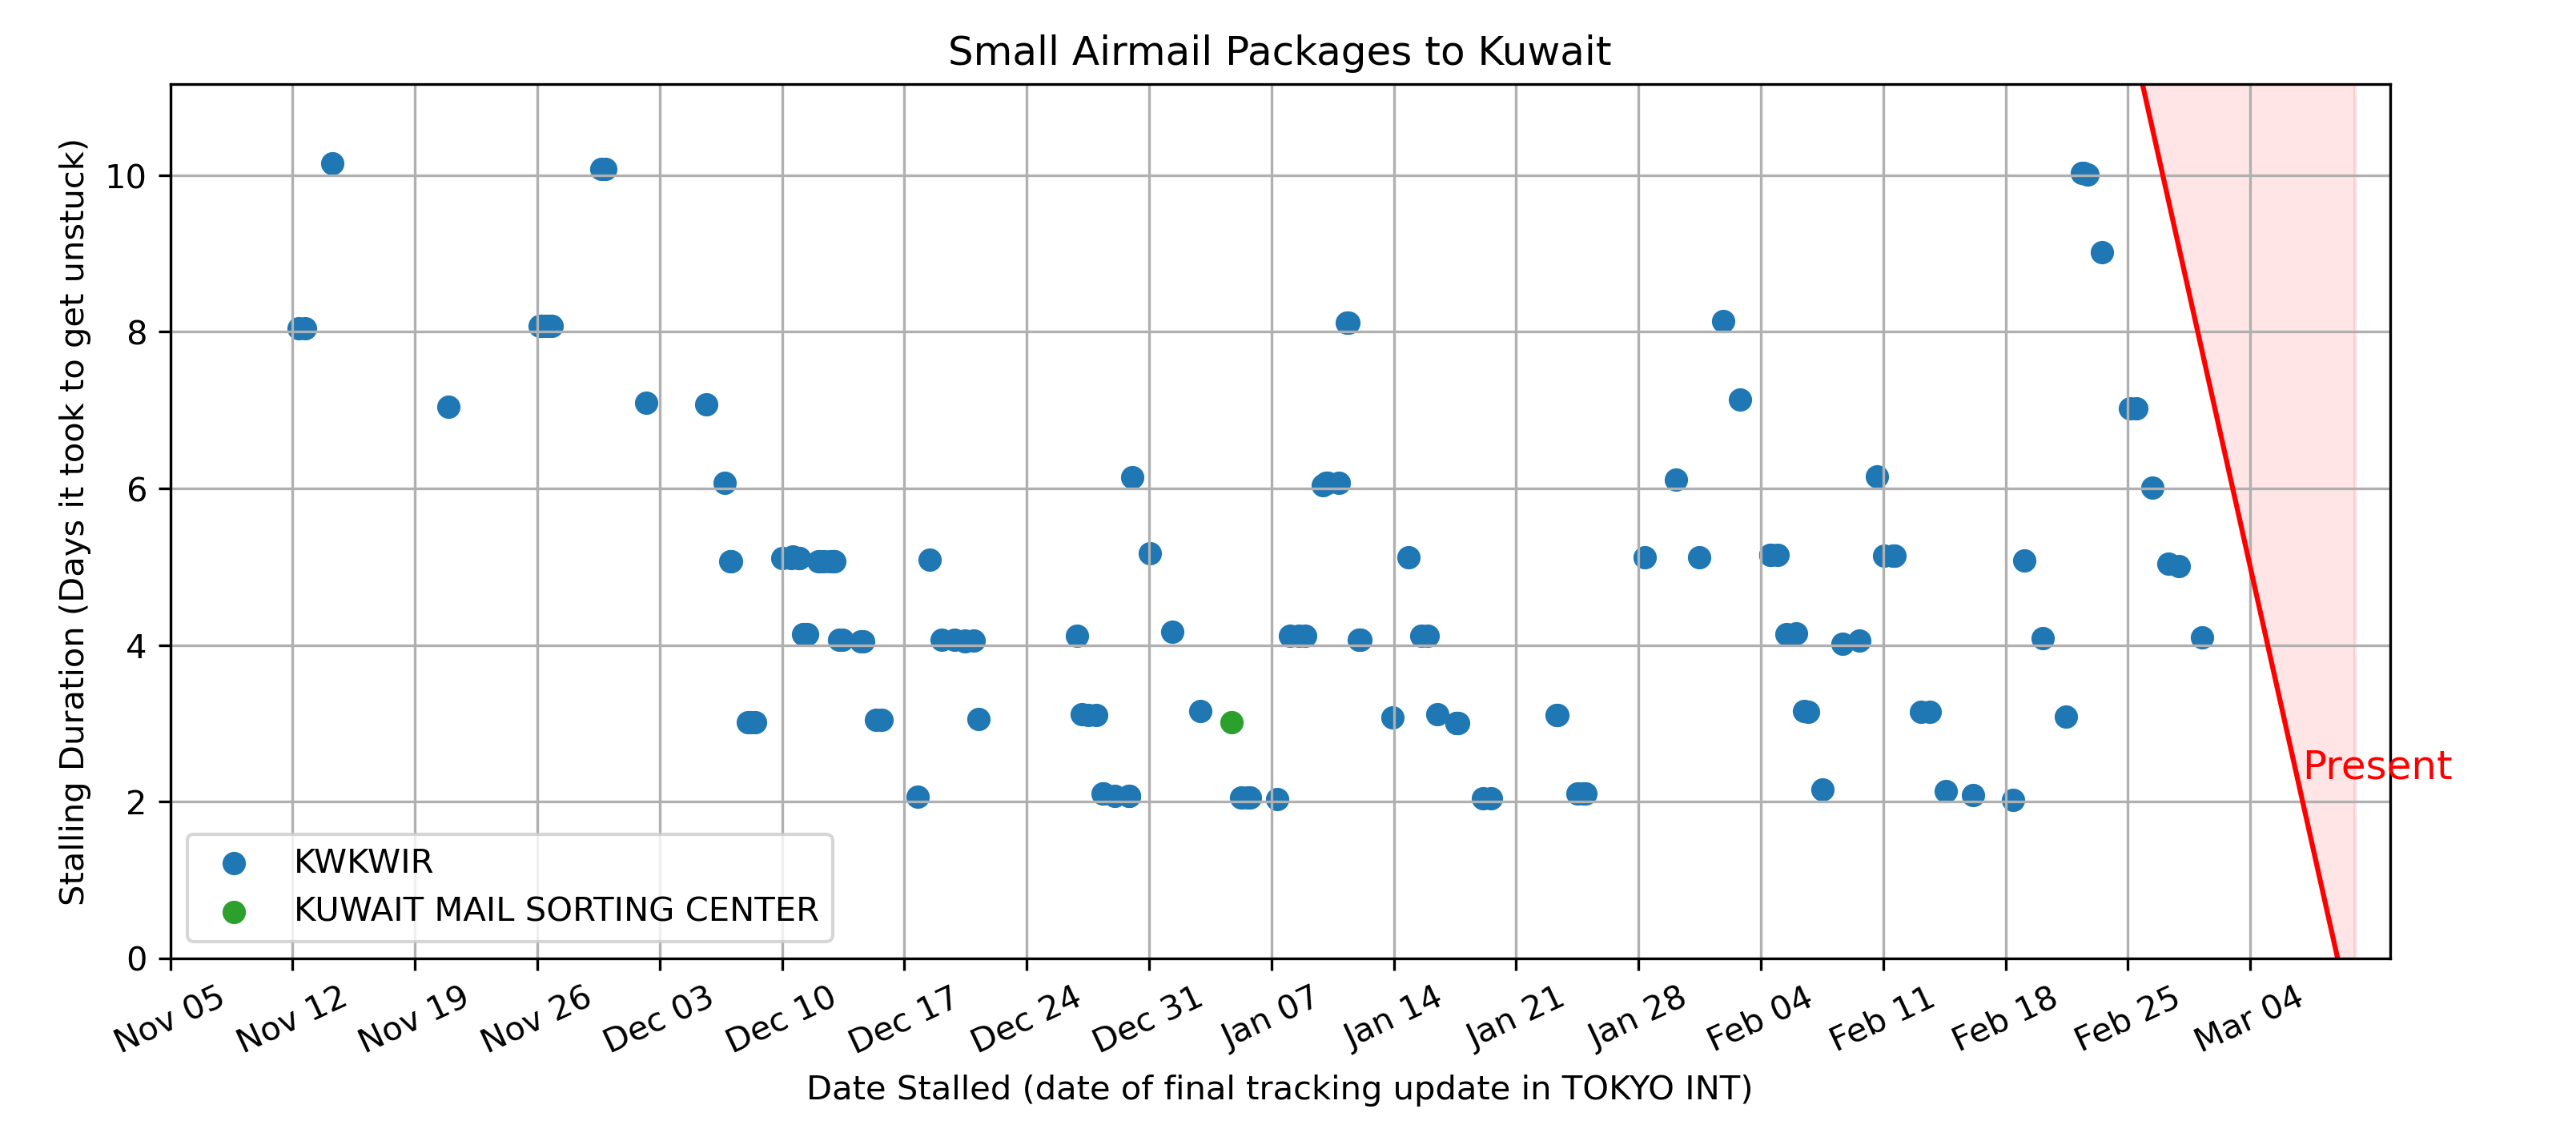 Small Airmail Packages to Kuwait
Stalling Duration (Days it took to get unstuck)
10
8
6
4
2
0
Present
KWKWIR
KUWAIT MAIL SORTING CENTER
Nov 05
Nov 12
Nov 19
Nov 26
Dec 03
Dec 10
Dec 17
Dec 24
Dec 31
Jan 07
Jan 14
Jan 21
Jan 28
Feb 04
Feb 11
Feb 18
Feb 25
Mar 04
Date Stalled (date of final tracking update in TOKYO INT)